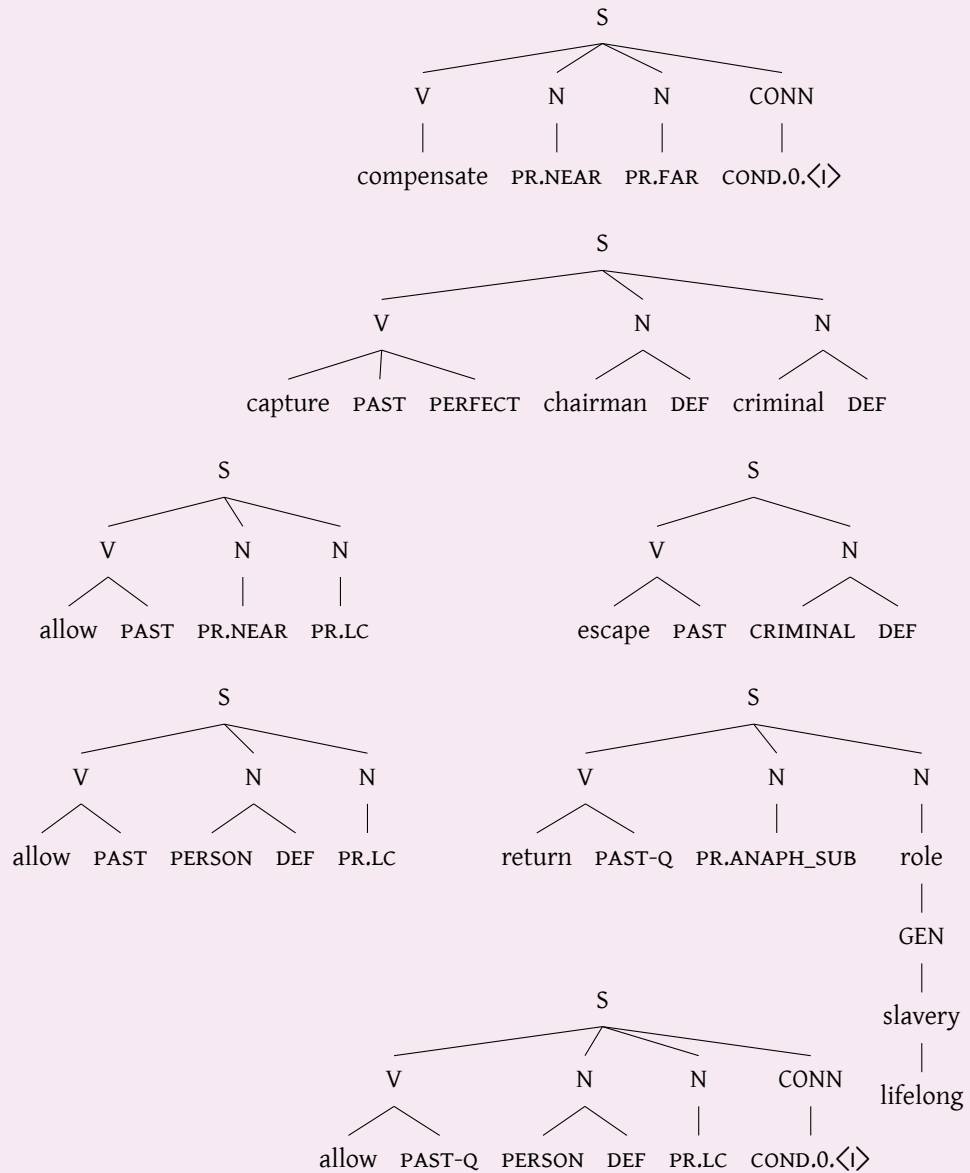 S
V N N CONN
compensate PR.NEAR PR.FAR COND.0.⟨I⟩
S
V N N
capture PAST PERFECT chairman DEF criminal DEF
S S
V N N V N
allow PAST PR.NEAR PR.LC escape PAST CRIMINAL DEF
S S
V N N V N N
allow PAST PERSON DEF PR.LC return PAST-Q PR.ANAPH_SUB role
GEN
S slavery
V N N CONN lifelong
allow PAST-Q PERSON DEF PR.LC COND.0.⟨I⟩